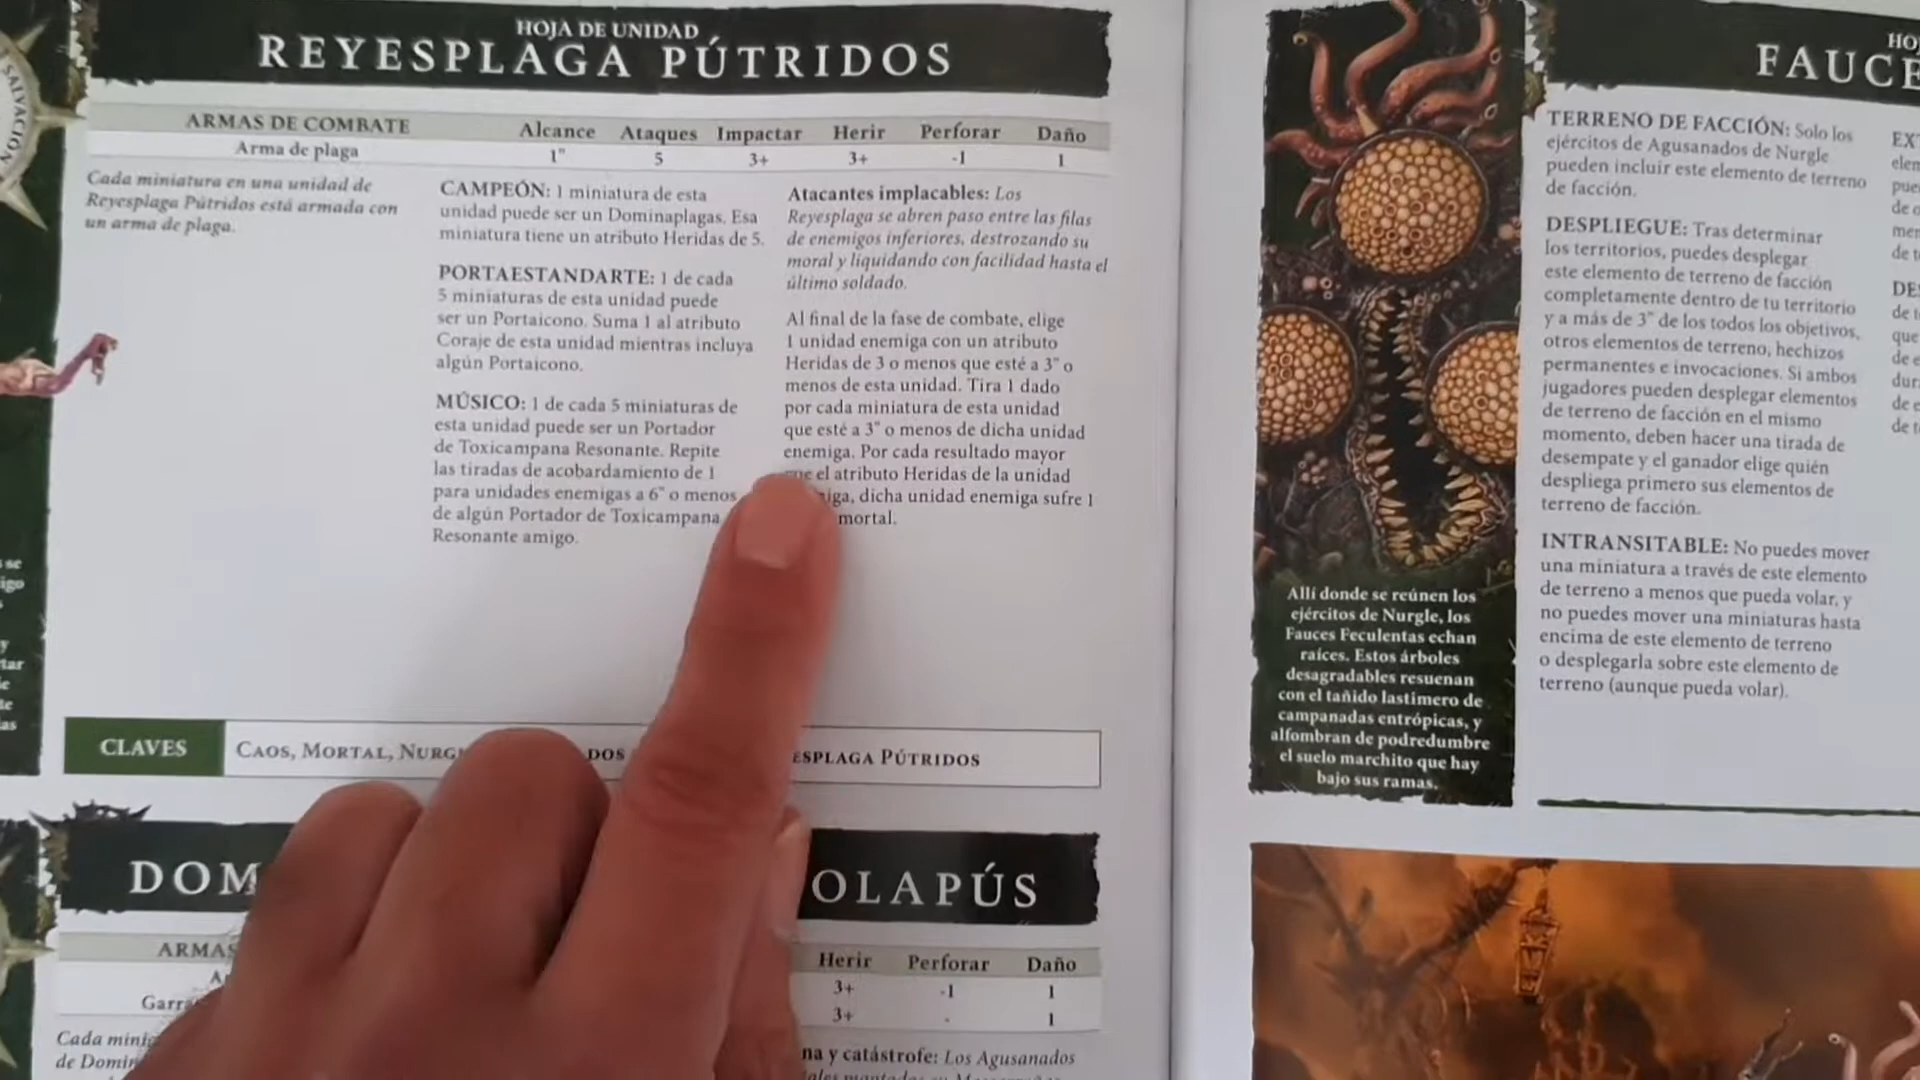 SALVACIÓN
HOJA DE UNIDAD
REYESPLAGA PÚTRIDOS
ARMAS DE COMBATE Alcance Ataques Impactar Herir Perforar Daño
Arma de plaga 1" 5 3+ 3+ -1 1
Cada miniatura en una unidad de
Reyesplaga Pútridos está armada con
un arma de plaga.
CAMPEÓN: 1 miniatura de esta
unidad puede ser un Dominaplagas. Esa
miniatura tiene un atributo Heridas de 5.
PORTAESTANDARTE: 1 de cada
5 miniaturas de esta unidad puede
ser un Portaicono. Suma 1 al atributo
Coraje de esta unidad mientras incluya
algún Portaicono.
MÚSICO: 1 de cada 5 miniaturas de
esta unidad puede ser un Portador
de Toxicampana Resonante. Repite
las tiradas de acobardamiento de 1
para unidades enemigas a 6" o menos
de algún Portador de Toxicampana
Resonante amigo.
Atacantes implacables: Los
Reyesplaga se abren paso entre las filas
de enemigos inferiores, destrozando su
moral y liquidando con facilidad hasta el
último soldado.
Al final de la fase de combate, elige
1 unidad enemiga con un atributo
Heridas de 3 o menos que esté a 3" o
menos de esta unidad. Tira 1 dado
por cada miniatura de esta unidad
que esté a 3" o menos de dicha unidad
enemiga. Por cada resultado mayor
el atributo Heridas de la unidad
dicha unidad enemiga sufre 1
mortal.
CLAVES CAOS, MORTAL, PÚTRIDOS
DOM OLAPÚS
ARMAS Herir Perforar Daño
3+ -1 1
Garra 3+ - 1
Cada
de
y catástrofe: Los Agusanados
Allí donde se reúnen los
ejércitos de Nurgle, los
Fauces Feculentas echan
raíces. Estos árboles
desagradables resuenan
con el tañido lastimero de
campanadas entrópicas, y
alfombran de podredumbre
el suelo marchito que hay
bajo sus ramas.
FAUCE
TERRENO DE FACCIÓN: Solo los
ejércitos de Agusanados de Nurgle
pueden incluir este elemento de terreno
de facción.
DESPLIEGUE: Tras determinar
los territorios, puedes desplegar
este elemento de terreno de facción
completamente dentro de tu territorio
y a más de 3" de los todos los objetivos,
otros elementos de terreno, hechizos
permanentes e invocaciones. Si ambos
jugadores pueden desplegar elementos
de terreno de facción en el mismo
momento, deben hacer una tirada de
desempate y el ganador elige quién
despliega primero sus elementos de
terreno de facción.
INTRANSITABLE: No puedes mover
una miniatura a través de este elemento
de terreno a menos que pueda volar, y
no puedes mover una miniaturas hasta
encima de este elemento de terreno
o desplegarla sobre este elemento de
terreno (aunque pueda volar).